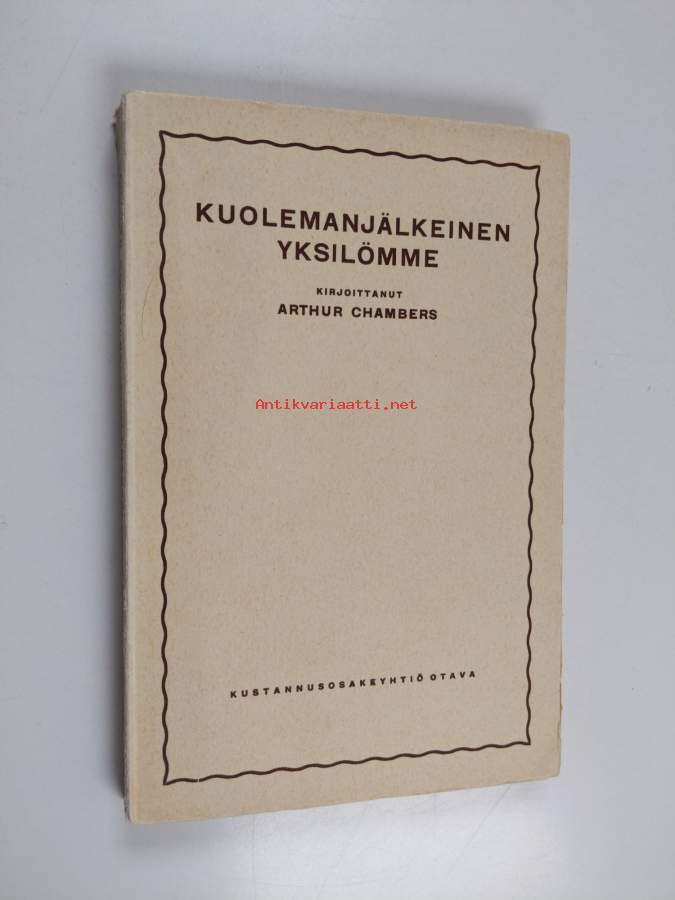 KUOLEMANJÄLKEINEN
YKSILÖMME
KIRJOITTANUT
ARTHUR CHAMBERS
Antikvariaatti.net
KUSTANNUSOSAKEYHTIÖ OTAVA